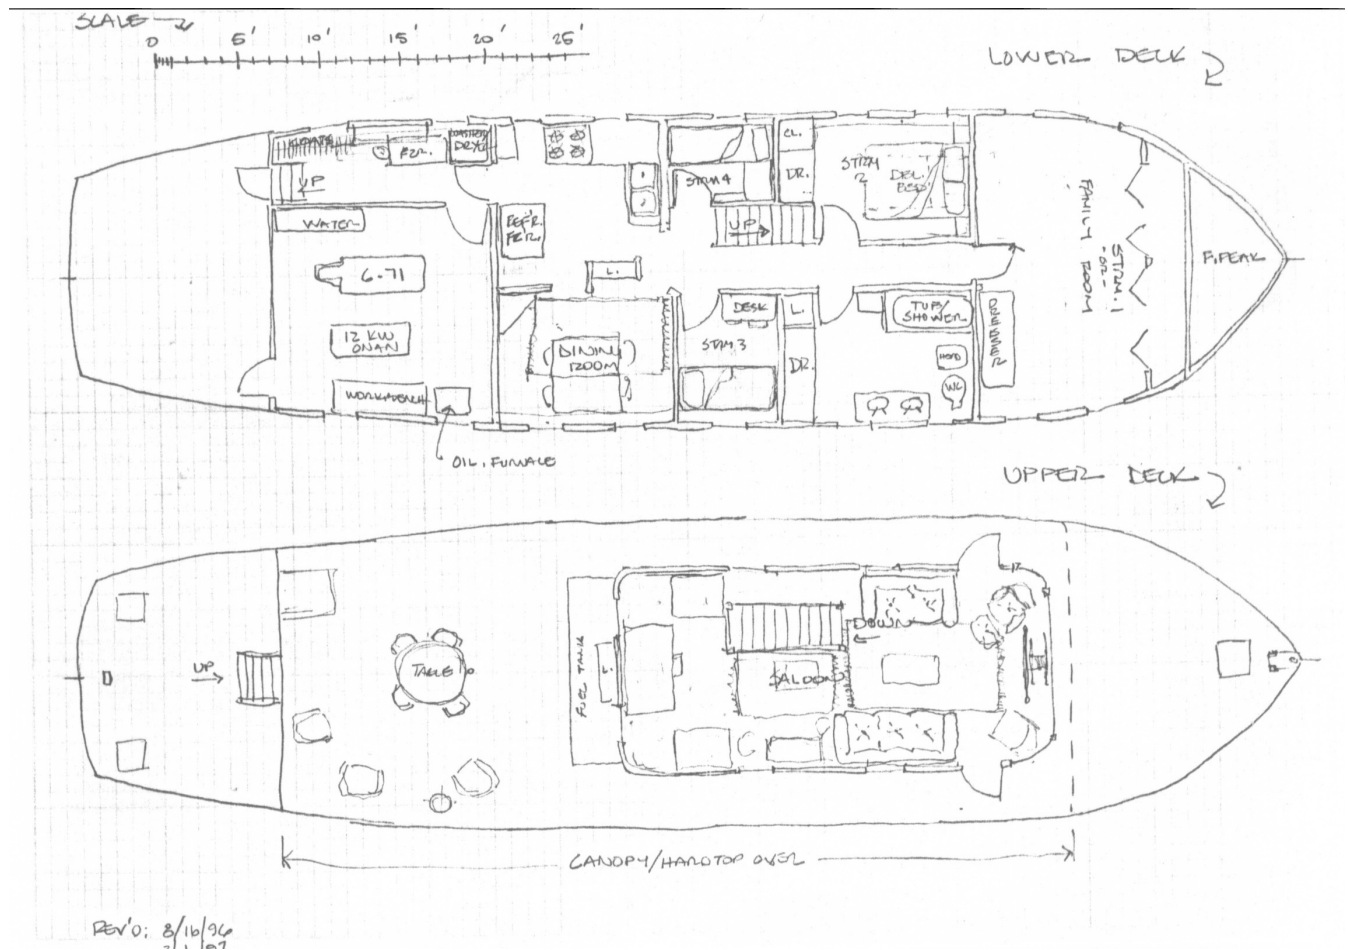 SCALE
0 5' 10' 15' 20' 25'
LOWER DECK
UP
FZR.
DRYER
CL.
DR.
STRM 4
STRM 2
DBL. BED
WATER
REF'R.
FZR.
UP
6-71
L.
12 KW
ONAN
WORKBENCH
OIL FURNACE
DINING
ROOM
DESK
STRM 3
L.
DR.
TUB/
SHOWER
HEAD
WC
DRESSER
STRM. 1
-OR-
FAMILY ROOM
F. PEAK
UPPER DECK
UP
TABLE
FUEL TANK
DOWN
SALOON
CANOPY/HARDTOP OVER
REV'D: 8/16/96